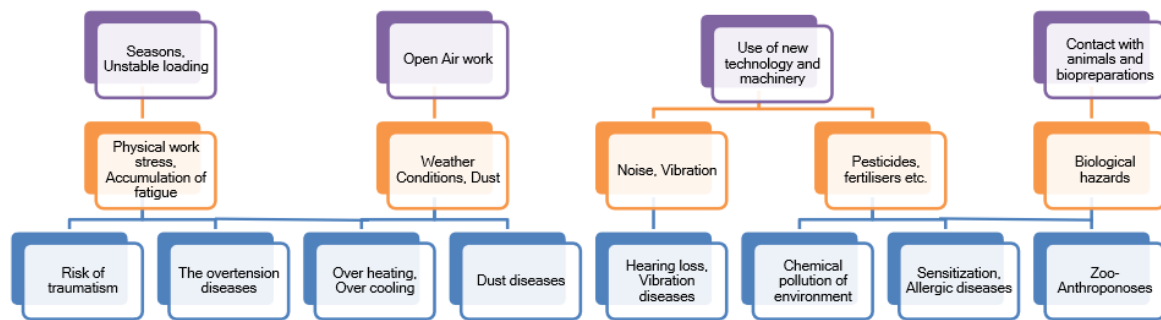 Seasons,
Unstable loading
Open Air work
Use of new
technology and
machinery
Contact with
animals and
biopreparations
Physical work
stress,
Accumulation of
fatigue
Weather
Conditions, Dust
Noise, Vibration
Pesticides,
fertilisers etc.
Biological
hazards
Risk of
traumatism
The overtension
diseases
Over heating,
Over cooling
Dust diseases
Hearing loss,
Vibration
diseases
Chemical
pollution of
environment
Sensitization,
Allergic diseases
Zoo-
Anthroponoses